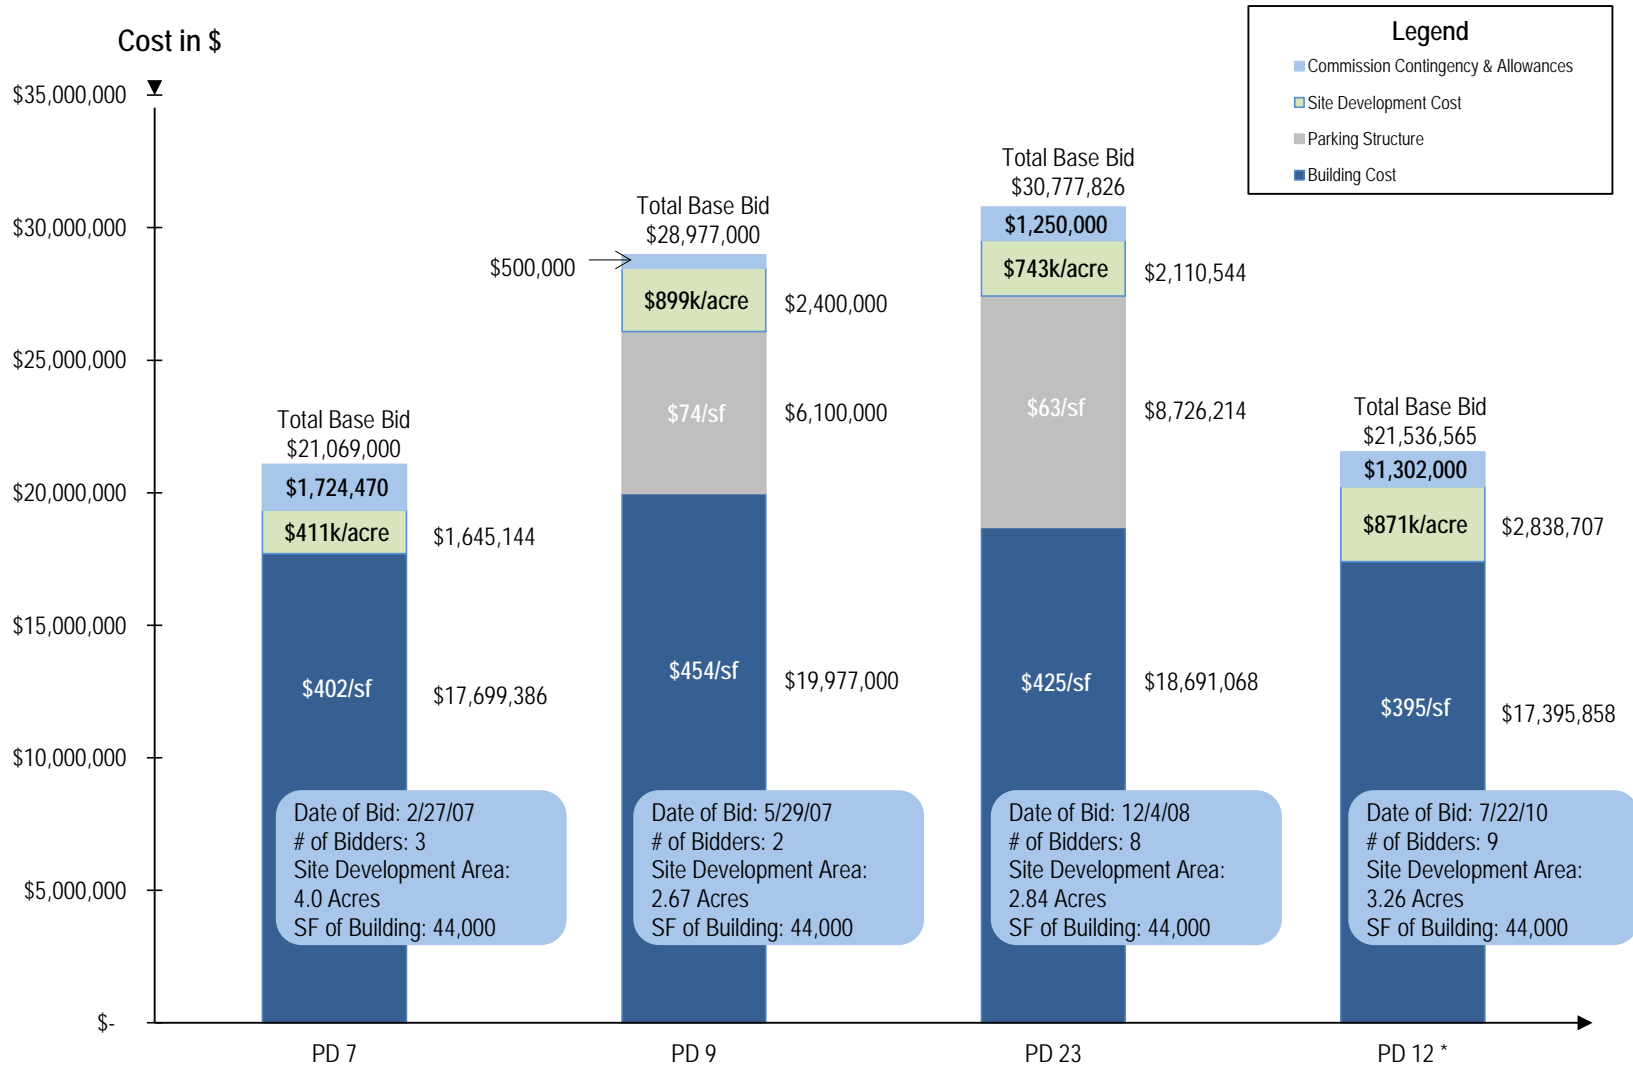 Cost in $
Legend
Commission Contingency & Allowances
Site Development Cost
Parking Structure
Building Cost
$35,000,000
$30,000,000
$25,000,000
$20,000,000
$15,000,000
$10,000,000
$5,000,000
$-
Total Base Bid
$21,069,000
$1,724,470
$411k/acre
$1,645,144
$402/sf
$17,699,386
Date of Bid: 2/27/07
# of Bidders: 3
Site Development Area:
4.0 Acres
SF of Building: 44,000
PD 7
Total Base Bid
$28,977,000
$500,000
$899k/acre
$2,400,000
$74/sf
$6,100,000
$454/sf
$19,977,000
Date of Bid: 5/29/07
# of Bidders: 2
Site Development Area:
2.67 Acres
SF of Building: 44,000
PD 9
Total Base Bid
$30,777,826
$1,250,000
$743k/acre
$2,110,544
$63/sf
$8,726,214
$425/sf
$18,691,068
Date of Bid: 12/4/08
# of Bidders: 8
Site Development Area:
2.84 Acres
SF of Building: 44,000
PD 23
Total Base Bid
$21,536,565
$1,302,000
$871k/acre
$2,838,707
$395/sf
$17,395,858
Date of Bid: 7/22/10
# of Bidders: 9
Site Development Area:
3.26 Acres
SF of Building: 44,000
PD 12 *